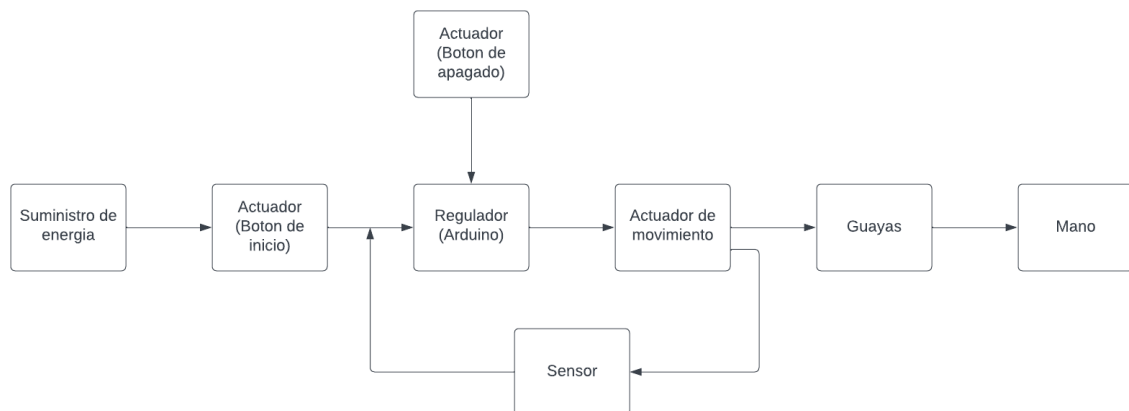 Actuador
(Boton de
apagado)
Suministro de
energia
Actuador
(Boton de
inicio)
Regulador
(Arduino)
Actuador de
movimiento
Guayas
Mano
Sensor